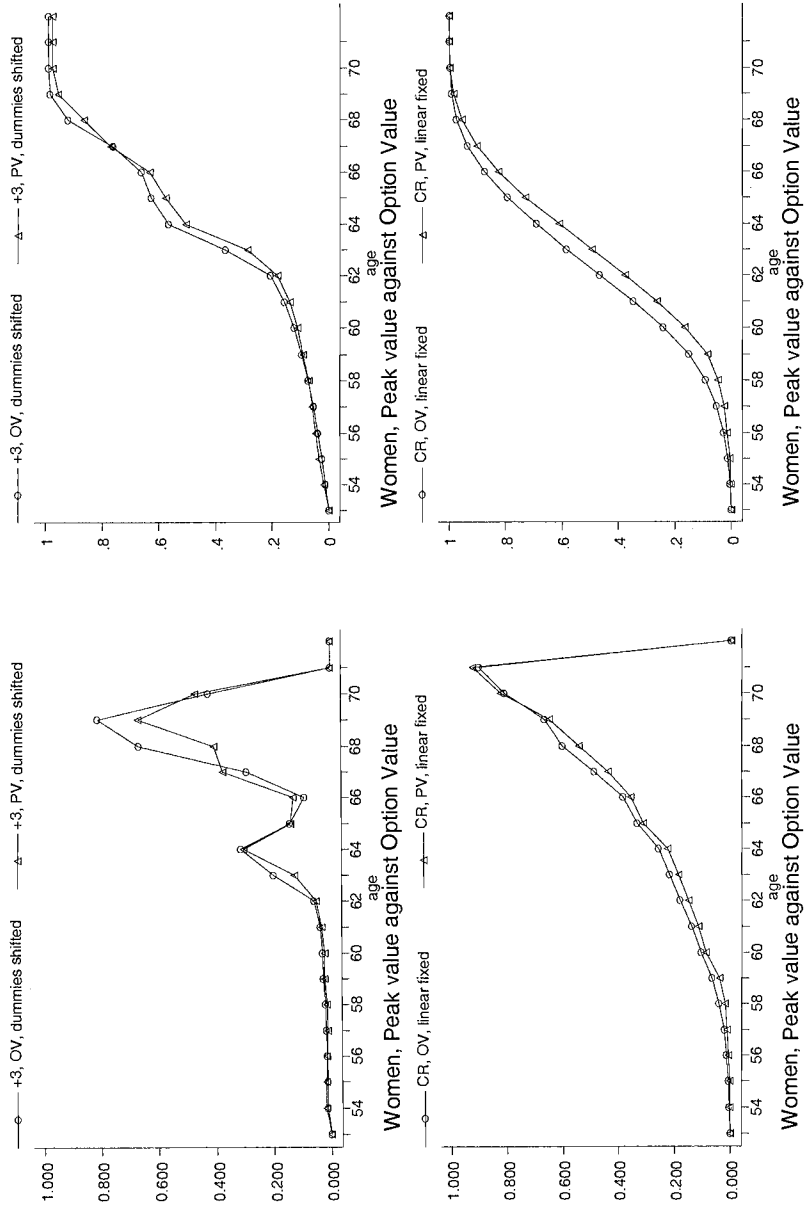 +3, OV, dummies shifted
+3, PV, dummies shifted
1.000
0.800
0.600
0.400
0.200
0.000
54 56 58 60 62 64 66 68 70
age
Women, Peak value against Option Value
+3, OV, dummies shifted
+3, PV, dummies shifted
1
.8
.6
.4
.2
0
54 56 58 60 62 64 66 68 70
age
Women, Peak value against Option Value
CR, OV, linear fixed
CR, PV, linear fixed
1.000
0.800
0.600
0.400
0.200
0.000
54 56 58 60 62 64 66 68 70
age
Women, Peak value against Option Value
CR, OV, linear fixed
CR, PV, linear fixed
1
.8
.6
.4
.2
0
54 56 58 60 62 64 66 68 70
age
Women, Peak value against Option Value